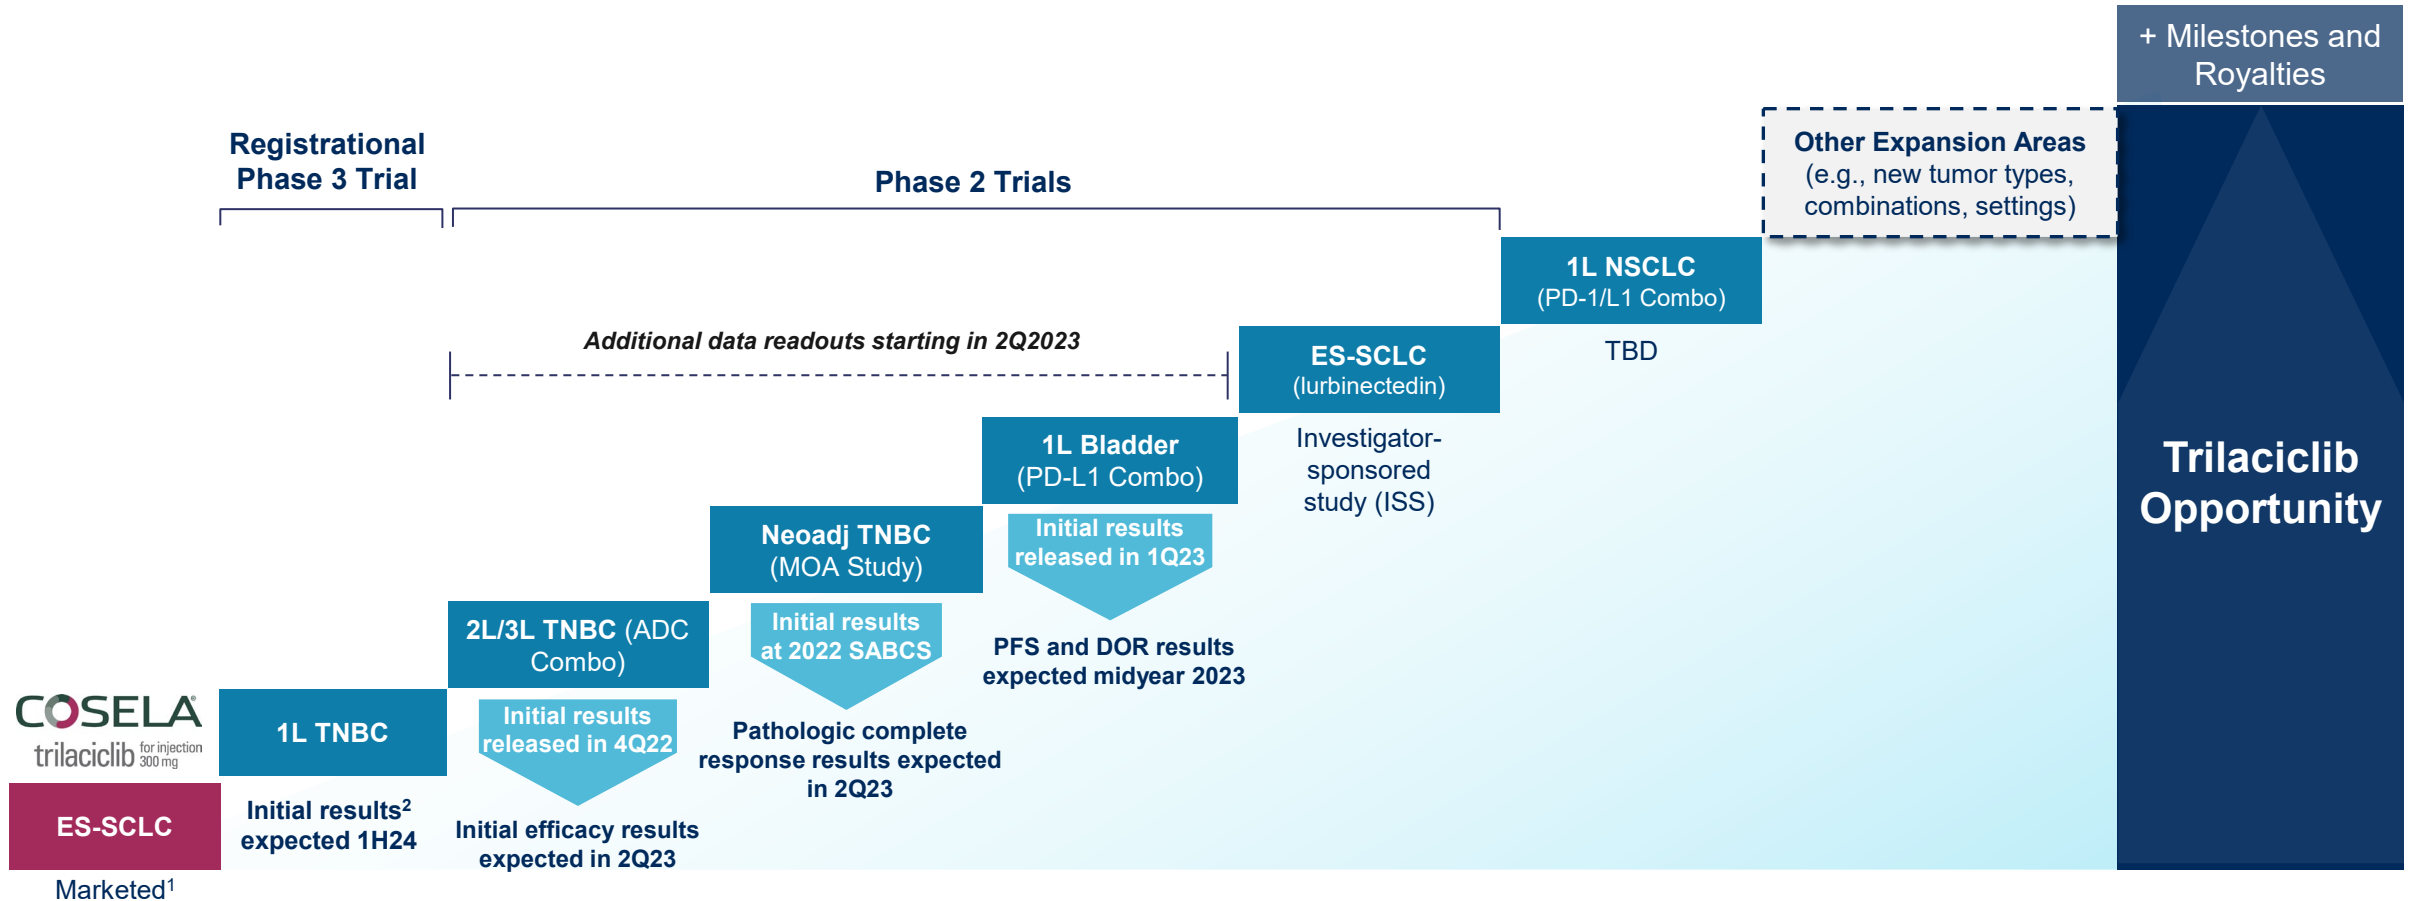 + Milestones and
Royalties
Registrational
Phase 3 Trial
Phase 2 Trials
Other Expansion Areas
(e.g., new tumor types,
combinations, settings)
1L NSCLC
(PD-1/L1 Combo)
TBD
Additional data readouts starting in 2Q2023
ES-SCLC
(lurbinectedin)
Investigator-
sponsored
study (ISS)
1L Bladder
(PD-L1 Combo)
Initial results
released in 1Q23
PFS and DOR results
expected midyear 2023
Neoadj TNBC
(MOA Study)
Initial results
at 2022 SABCS
Pathologic complete
response results expected
in 2Q23
2L/3L TNBC (ADC
Combo)
Initial results
released in 4Q22
Initial efficacy results
expected in 2Q23
1L TNBC
Initial results²
expected 1H24
COSELA®
trilaciclib for injection
300 mg
ES-SCLC
Marketed¹
Trilaciclib
Opportunity